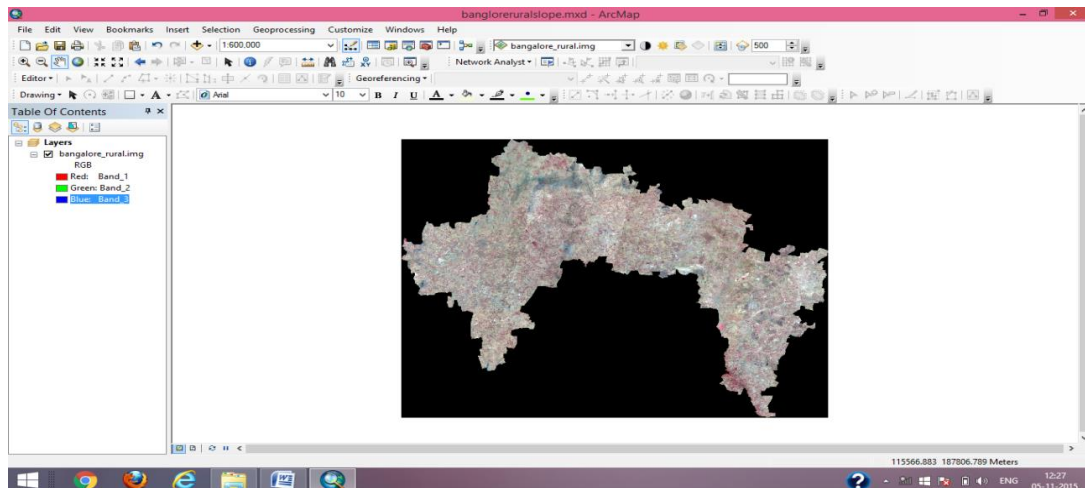 bangloreruralslope.mxd - ArcMap
File Edit View Bookmarks Insert Selection Geoprocessing Customize Windows Help
1:600,000 bangalore_rural.img 500
Network Analyst
Editor Georeferencing
Drawing Arial 10 B I U A
Table Of Contents
Layers
bangalore_rural.img
RGB
Red: Band_1
Green: Band_2
Blue: Band_3
115566.883 187806.789 Meters
ENG 12:27
05-11-2015